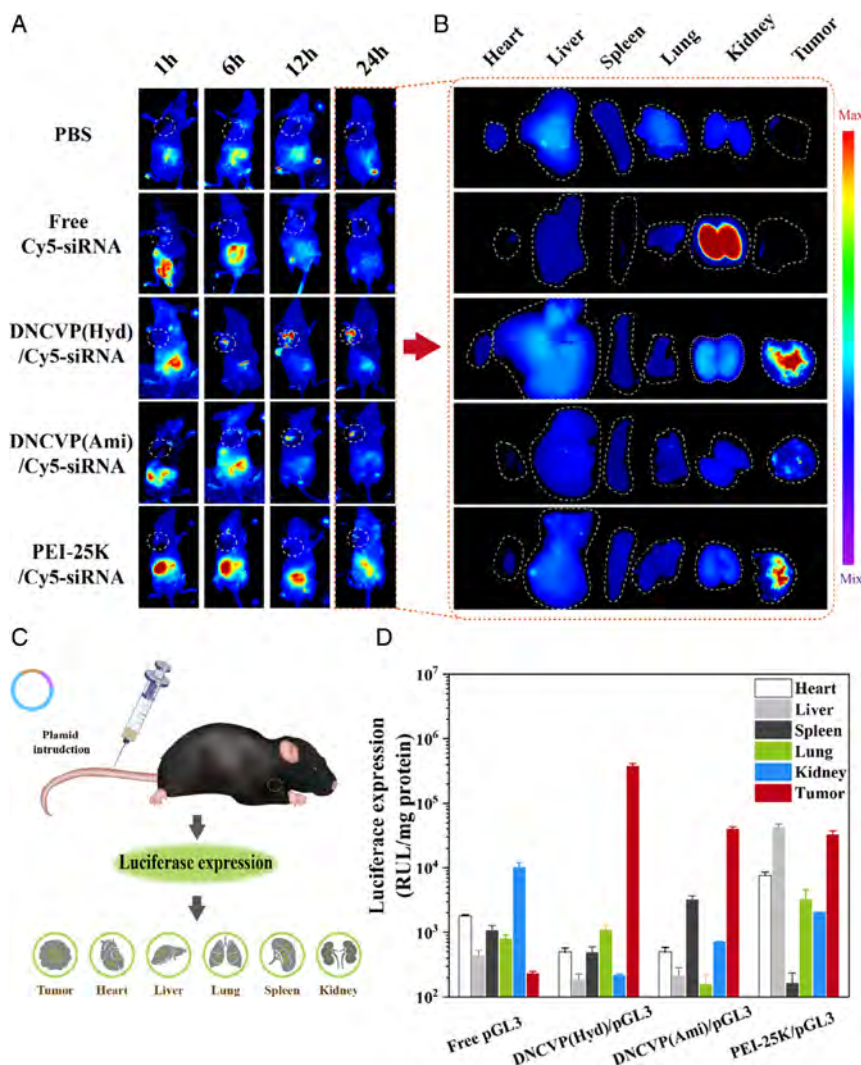 A
1h 6h 12h 24h
PBS
Free
Cy5-siRNA
DNCVP(Hyd)
/Cy5-siRNA
DNCVP(Ami)
/Cy5-siRNA
PEI-25K
/Cy5-siRNA
B
Heart Liver Spleen Lung Kidney Tumor
Max
Mix
C
Plamid
intrudction
Luciferase expression
Tumor Heart Liver Lung Spleen Kidney
D
Luciferace expression
(RUL/mg protein)
10⁷
10⁶
10⁵
10⁴
10³
10²
Heart
Liver
Spleen
Lung
Kidney
Tumor
Free pGL3 DNCVP(Hyd)/pGL3 DNCVP(Ami)/pGL3 PEI-25K/pGL3